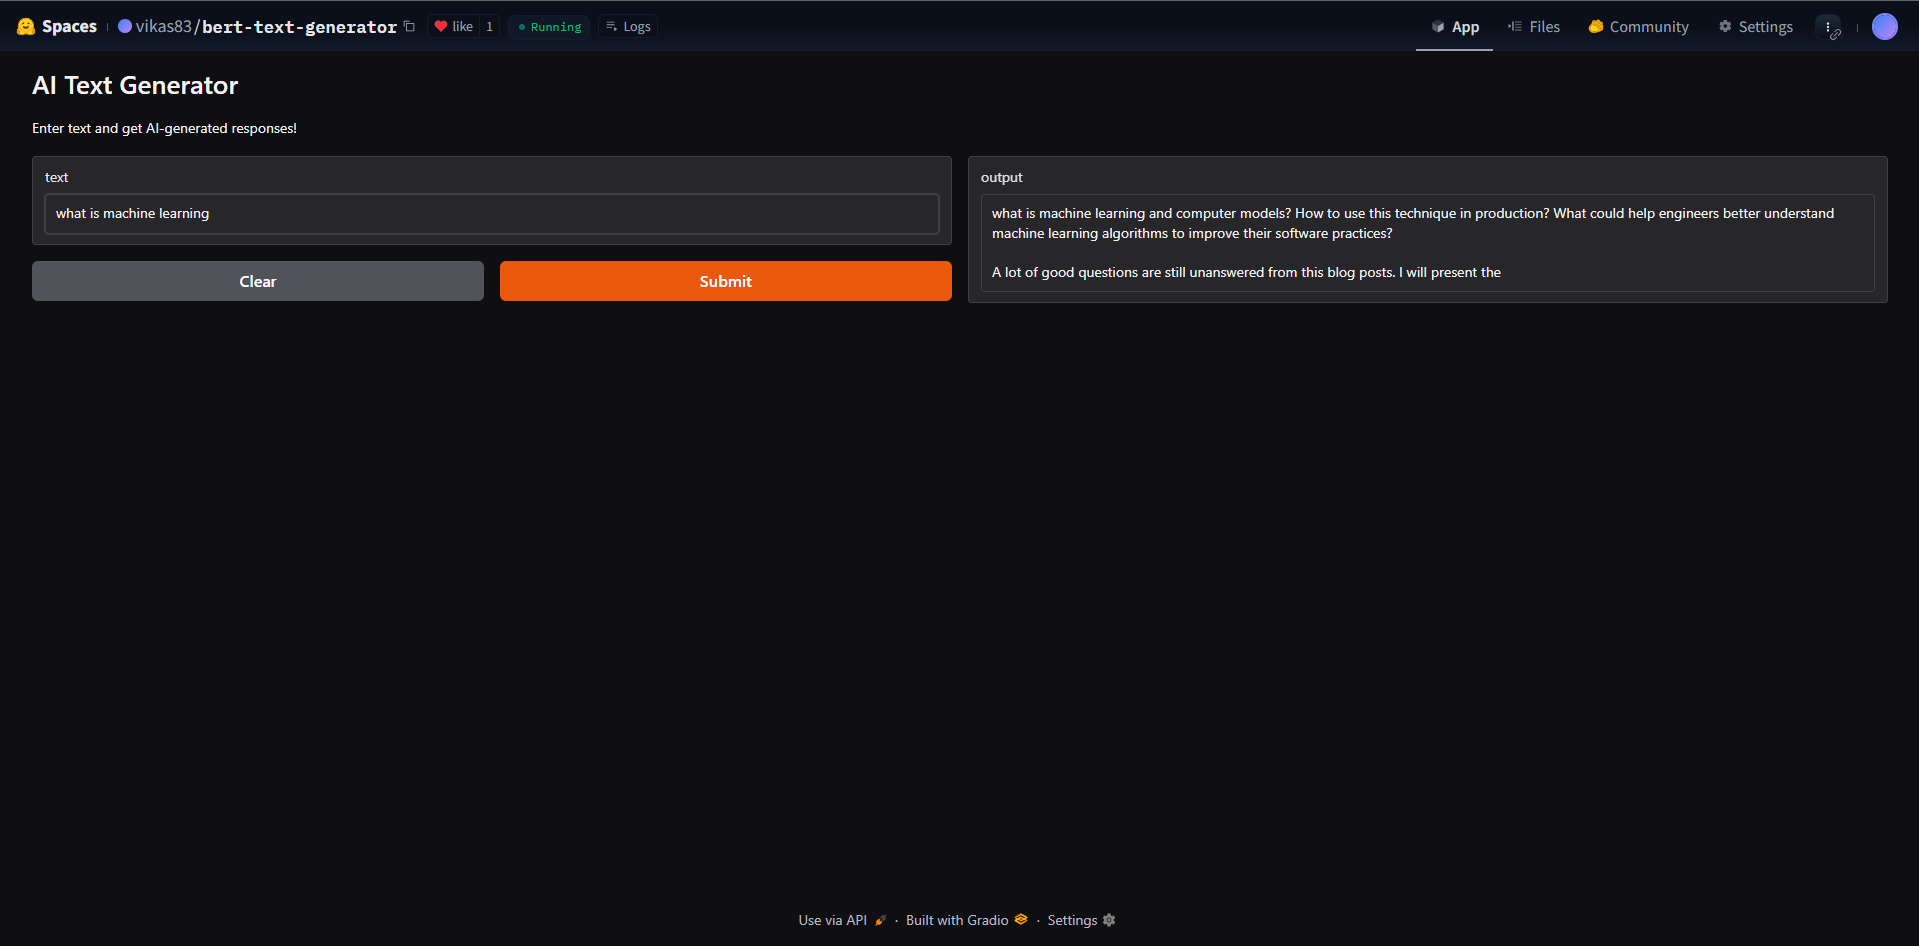 Spaces vikas83/bert-text-generator like 1 Running Logs App Files Community Settings
AI Text Generator
Enter text and get AI-generated responses!
text
what is machine learning
Clear Submit
output
what is machine learning and computer models? How to use this technique in production? What could help engineers better understand
machine learning algorithms to improve their software practices?
A lot of good questions are still unanswered from this blog posts. I will present the
Use via API · Built with Gradio · Settings